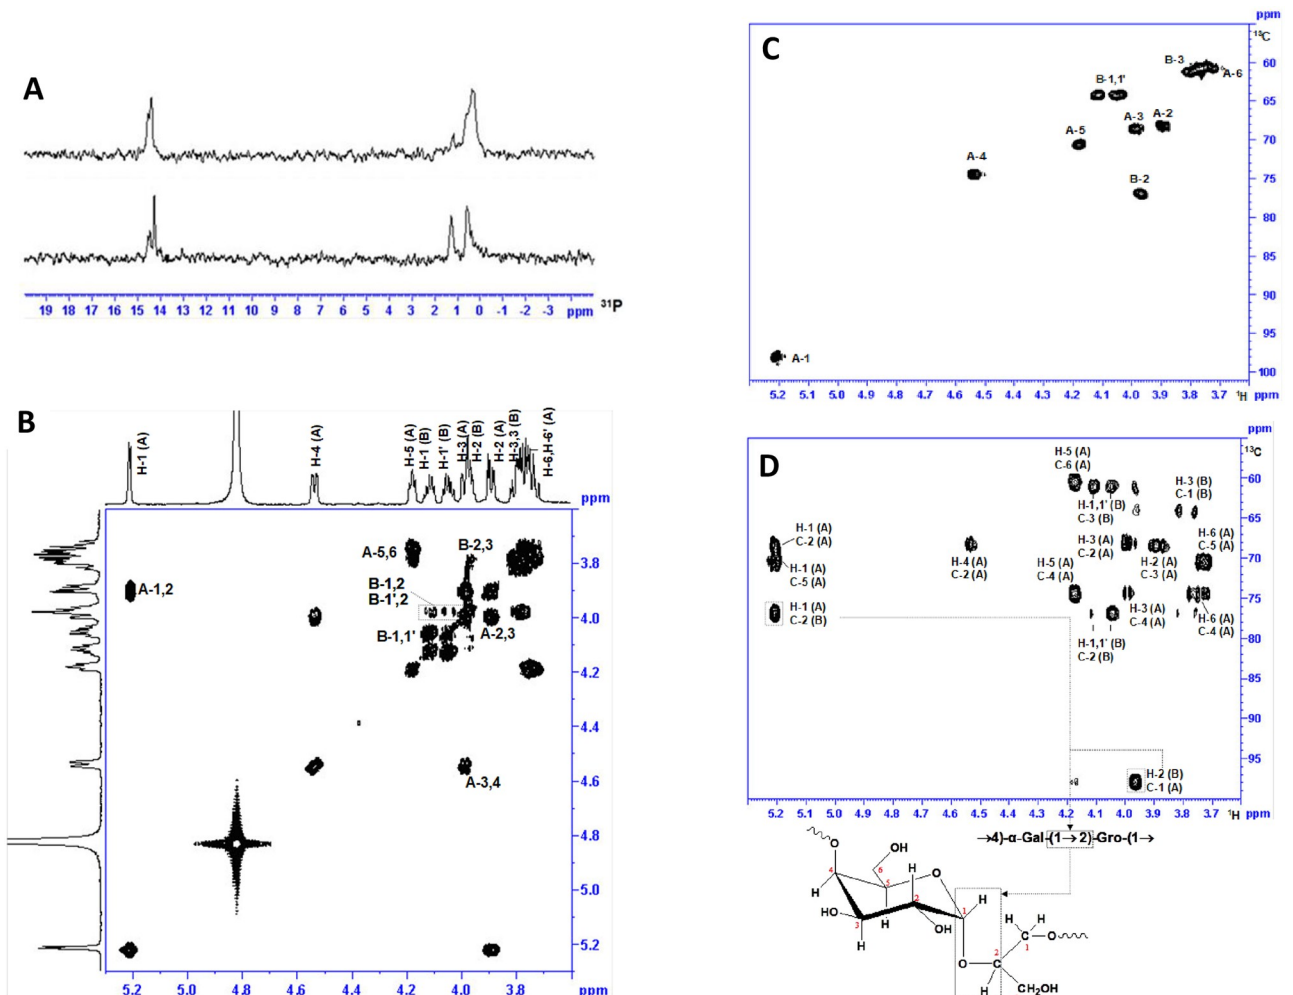 A
19 18 17 16 15 14 13 12 11 10 9 8 7 6 5 4 3 2 1 0 -1 -2 -3 ppm
31P
B
H-1 (A)
H-4 (A)
H-5 (A)
H-1 (B)
H-1' (B)
H-3 (A)
H-2 (B)
H-2 (A)
H-3,3 (B)
H-6,H-6' (A)
ppm
A-5,6
B-2,3
A-1,2
B-1,2
B-1',2
B-1,1'
A-2,3
A-3,4
3.8
4.0
4.2
4.4
4.6
4.8
5.0
5.2
5.2 5.0 4.8 4.6 4.4 4.2 4.0 3.8 ppm
C
ppm
13C
B-3
A-6
B-1,1'
A-3
A-2
A-5
A-4
B-2
A-1
60
65
70
75
80
85
90
95
100
5.2 5.1 5.0 4.9 4.8 4.7 4.6 4.5 4.4 4.3 4.2 4.1 4.0 3.9 3.8 3.7 1H ppm
D
ppm
13C
H-5 (A)
C-6 (A)
H-3 (B)
C-1 (B)
H-1,1' (B)
C-3 (B)
H-1 (A)
C-2 (A)
H-3 (A)
C-2 (A)
H-6 (A)
C-5 (A)
H-1 (A)
C-5 (A)
H-4 (A)
C-2 (A)
H-5 (A)
C-4 (A)
H-2 (A)
C-3 (A)
H-1 (A)
C-2 (B)
H-3 (A)
C-4 (A)
H-6 (A)
C-4 (A)
H-1,1' (B)
C-2 (B)
H-2 (B)
C-1 (A)
60
65
70
75
80
85
90
95
5.2 5.1 5.0 4.9 4.8 4.7 4.6 4.5 4.4 4.3 4.2 4.1 4.0 3.9 3.8 3.7 1H ppm
→4)-α-Gal-(1→2)-Gro-(1→
O
OH
6
4
5
O
H
H
2
1
H
HO
3
H
OH
H
H H
C O
1
O
2
C
H
CH2OH